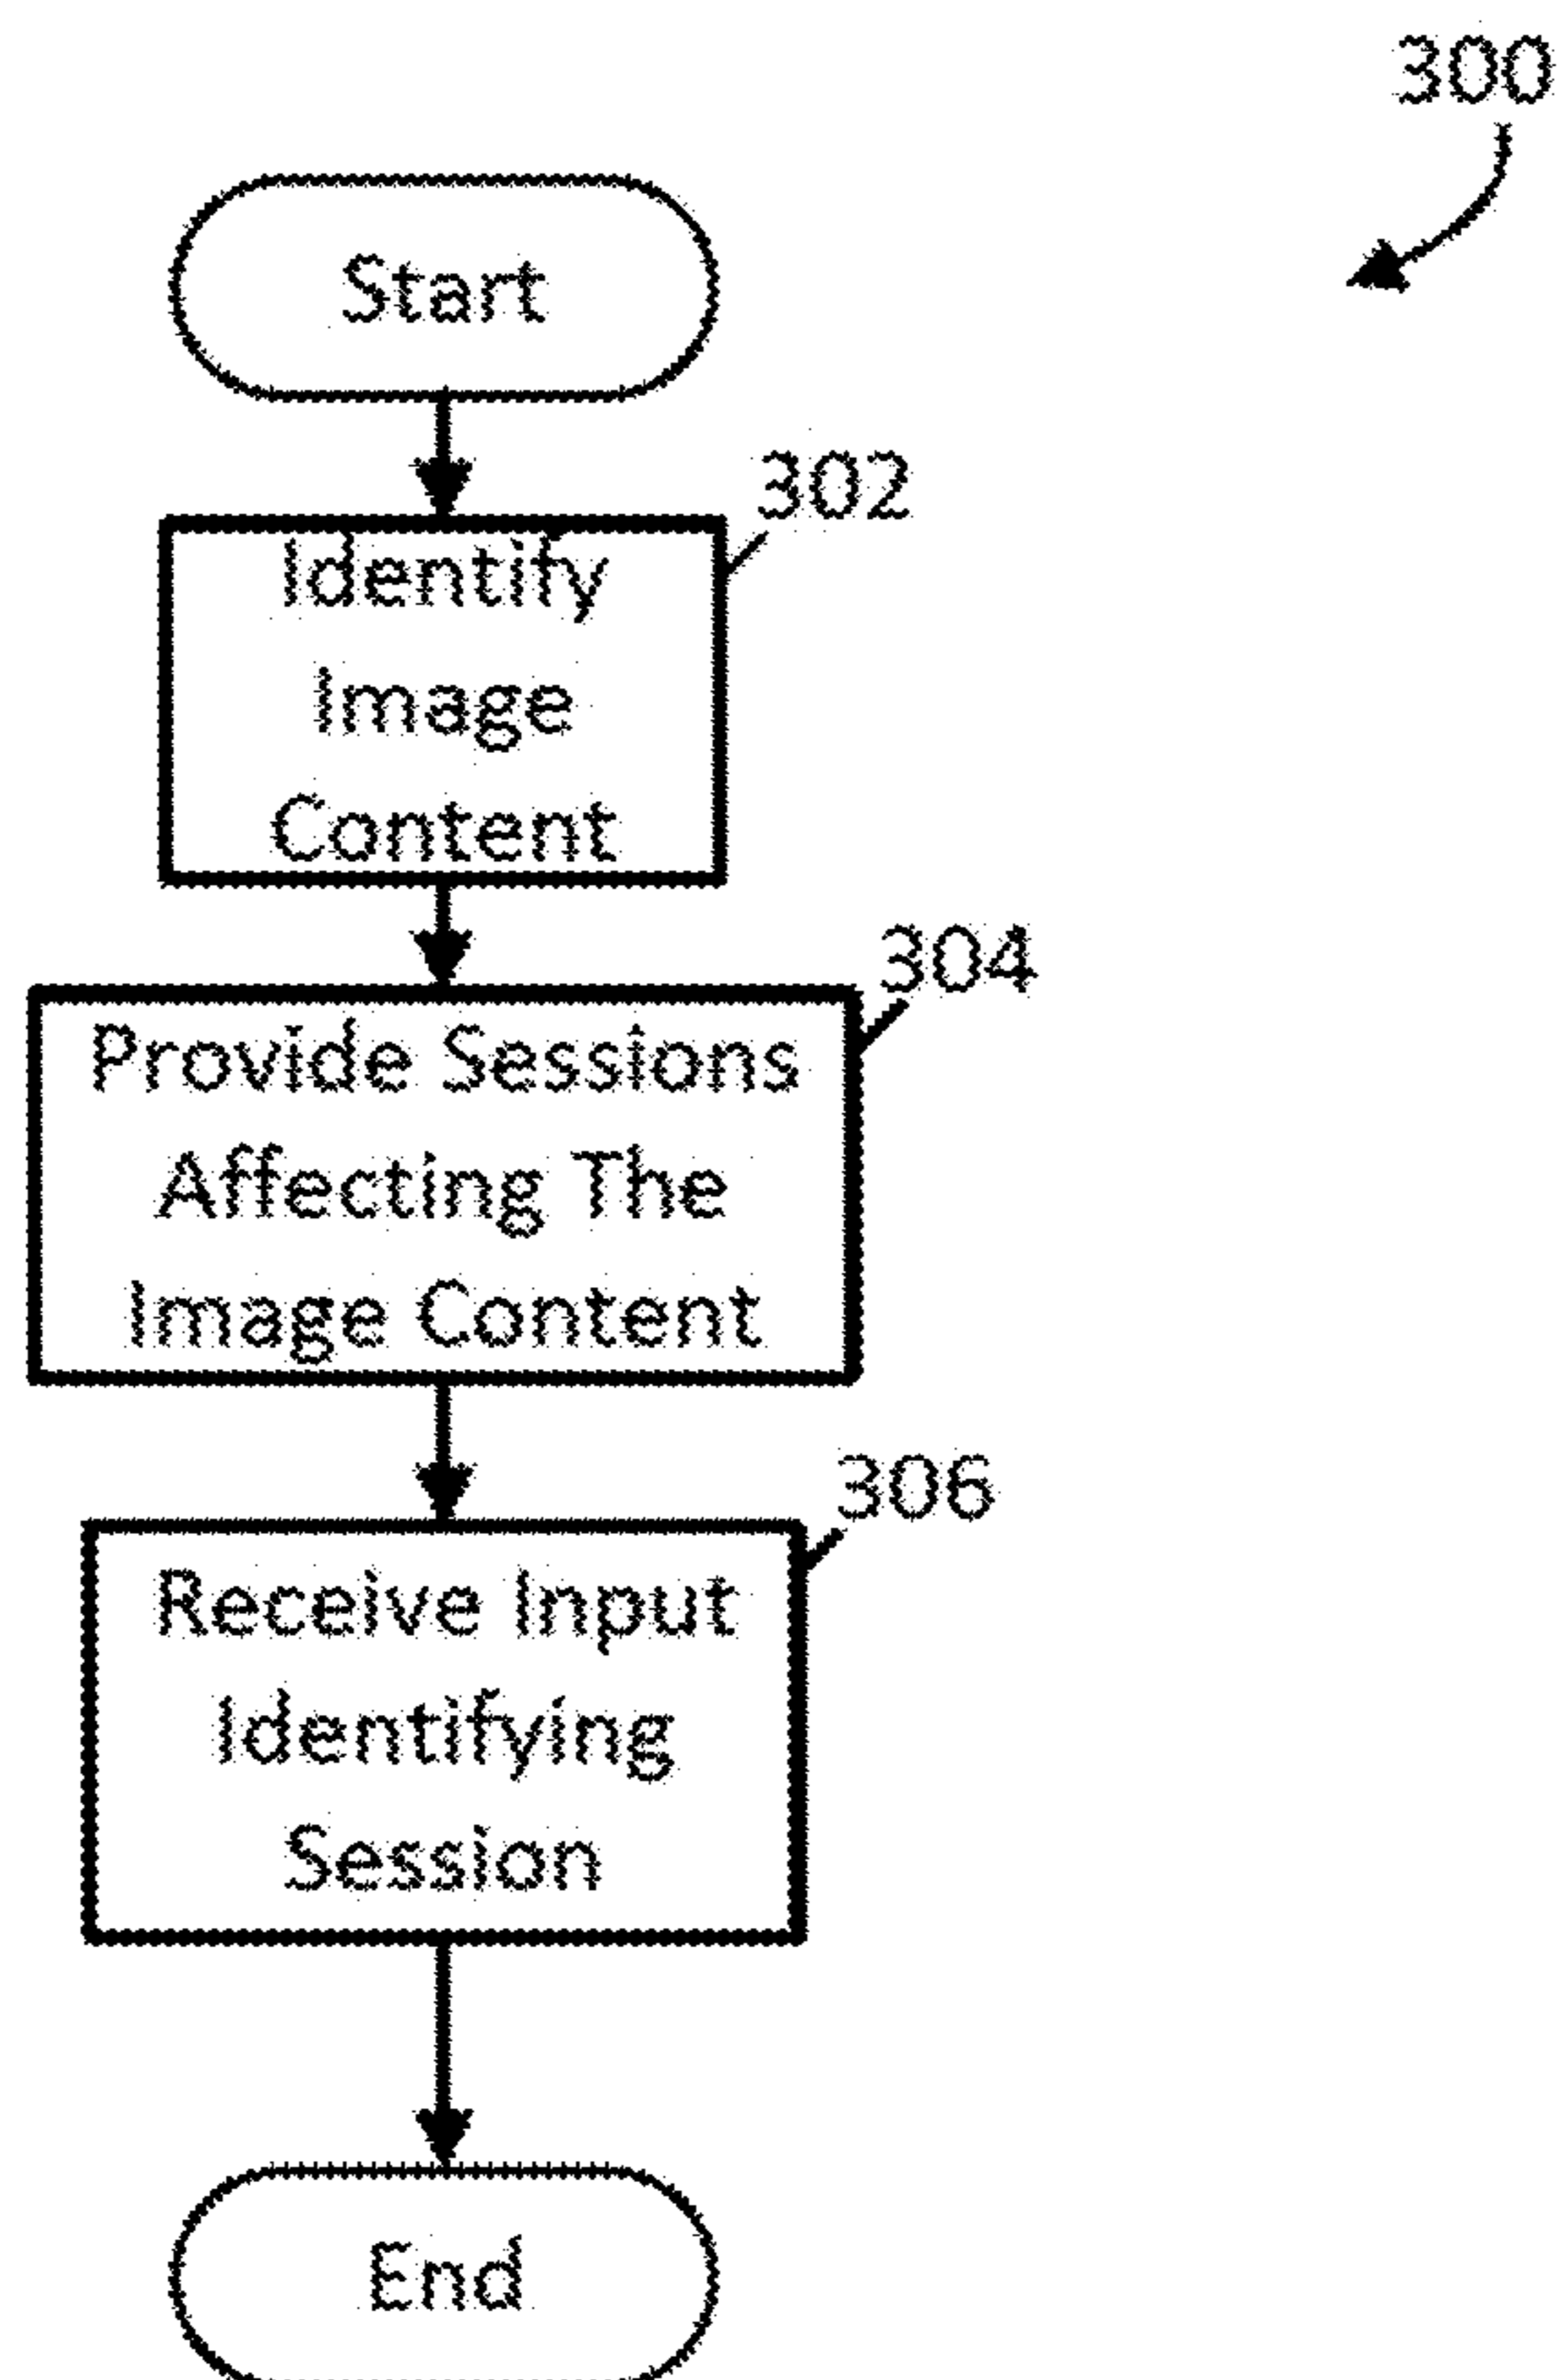 300
Start
302
Identify
Image
Content
304
Provide Sessions
Affecting The
Image Content
306
Receive Input
Identifying
Session
End